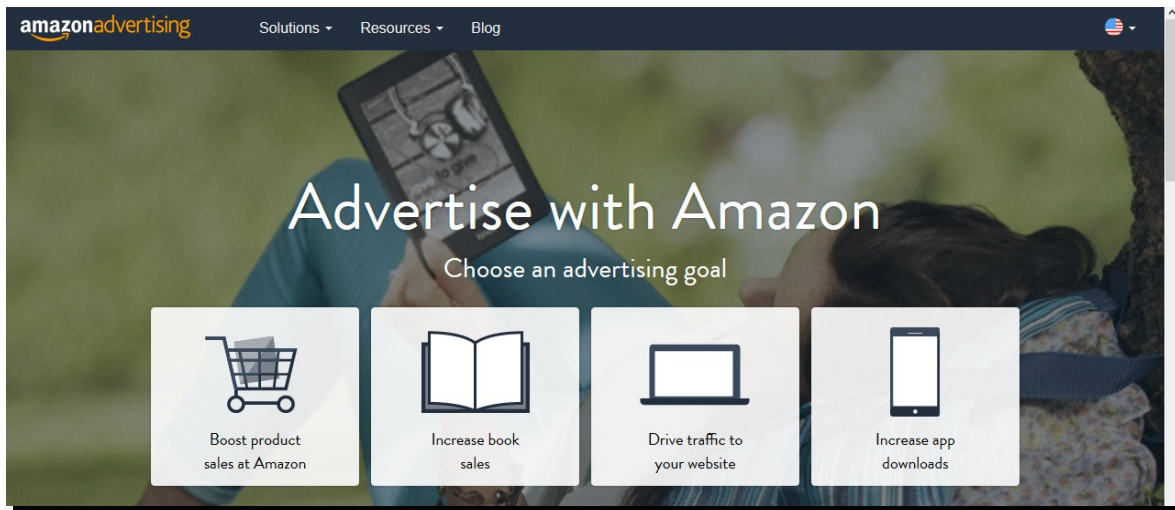 amazonadvertising Solutions Resources Blog
Advertise with Amazon
Choose an advertising goal
Boost product
sales at Amazon
Increase book
sales
Drive traffic to
your website
Increase app
downloads